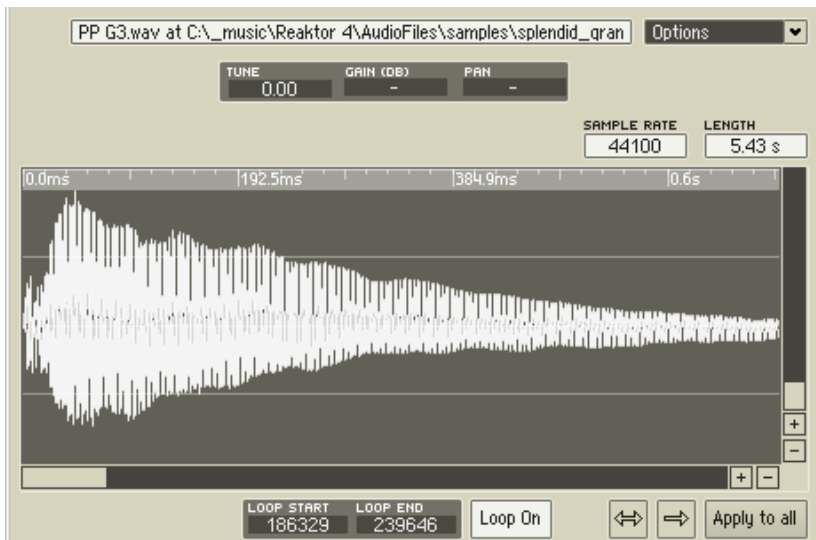 PP G3.wav at C:\_music\Reaktor 4\AudioFiles\samples\splendid_gran Options
TUNE GAIN (DB) PAN
0.00 - -
SAMPLE RATE LENGTH
44100 5.43 s
0.0ms 192.5ms 384.9ms 0.6s
+
-
+ -
LOOP START LOOP END
186329 239646 Loop On Apply to all